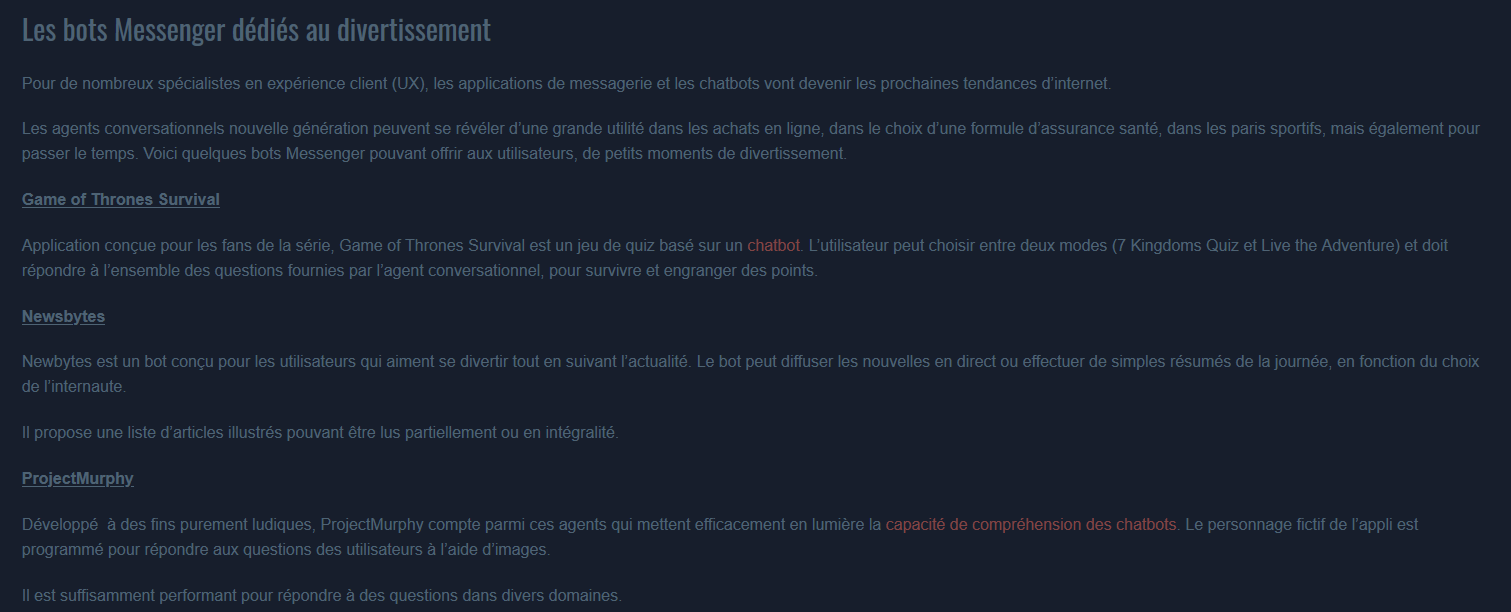 Les bots Messenger dédiés au divertissement
Pour de nombreux spécialistes en expérience client (UX), les applications de messagerie et les chatbots vont devenir les prochaines tendances d’internet.
Les agents conversationnels nouvelle génération peuvent se révéler d’une grande utilité dans les achats en ligne, dans le choix d’une formule d’assurance santé, dans les paris sportifs, mais également pour
passer le temps. Voici quelques bots Messenger pouvant offrir aux utilisateurs, de petits moments de divertissement.
Game of Thrones Survival
Application conçue pour les fans de la série, Game of Thrones Survival est un jeu de quiz basé sur un chatbot. L’utilisateur peut choisir entre deux modes (7 Kingdoms Quiz et Live the Adventure) et doit
répondre à l’ensemble des questions fournies par l’agent conversationnel, pour survivre et engranger des points.
Newsbytes
Newbytes est un bot conçu pour les utilisateurs qui aiment se divertir tout en suivant l’actualité. Le bot peut diffuser les nouvelles en direct ou effectuer de simples résumés de la journée, en fonction du choix
de l’internaute.
Il propose une liste d’articles illustrés pouvant être lus partiellement ou en intégralité.
ProjectMurphy
Développé  à des fins purement ludiques, ProjectMurphy compte parmi ces agents qui mettent efficacement en lumière la capacité de compréhension des chatbots. Le personnage fictif de l’appli est
programmé pour répondre aux questions des utilisateurs à l’aide d’images.
Il est suffisamment performant pour répondre à des questions dans divers domaines.